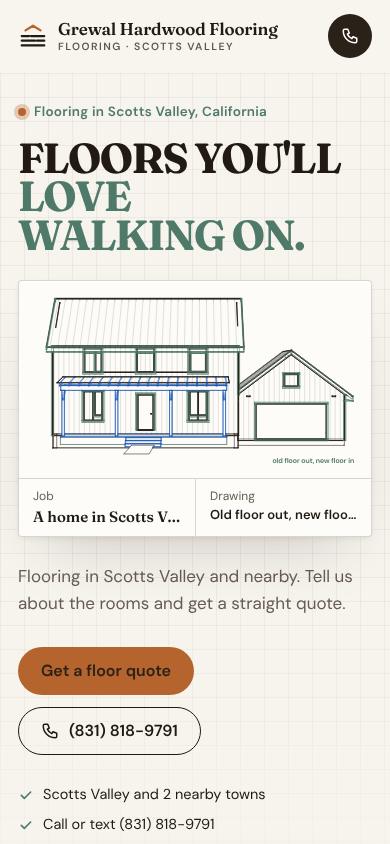 Grewal Hardwood Flooring
FLOORING · SCOTTS VALLEY
Flooring in Scotts Valley, California
FLOORS YOU'LL
LOVE
WALKING ON.
old floor out, new floor in
Job
A home in Scotts V...
Drawing
Old floor out, new floo...
Flooring in Scotts Valley and nearby. Tell us
about the rooms and get a straight quote.
Get a floor quote
(831) 818-9791
Scotts Valley and 2 nearby towns
Call or text (831) 818-9791